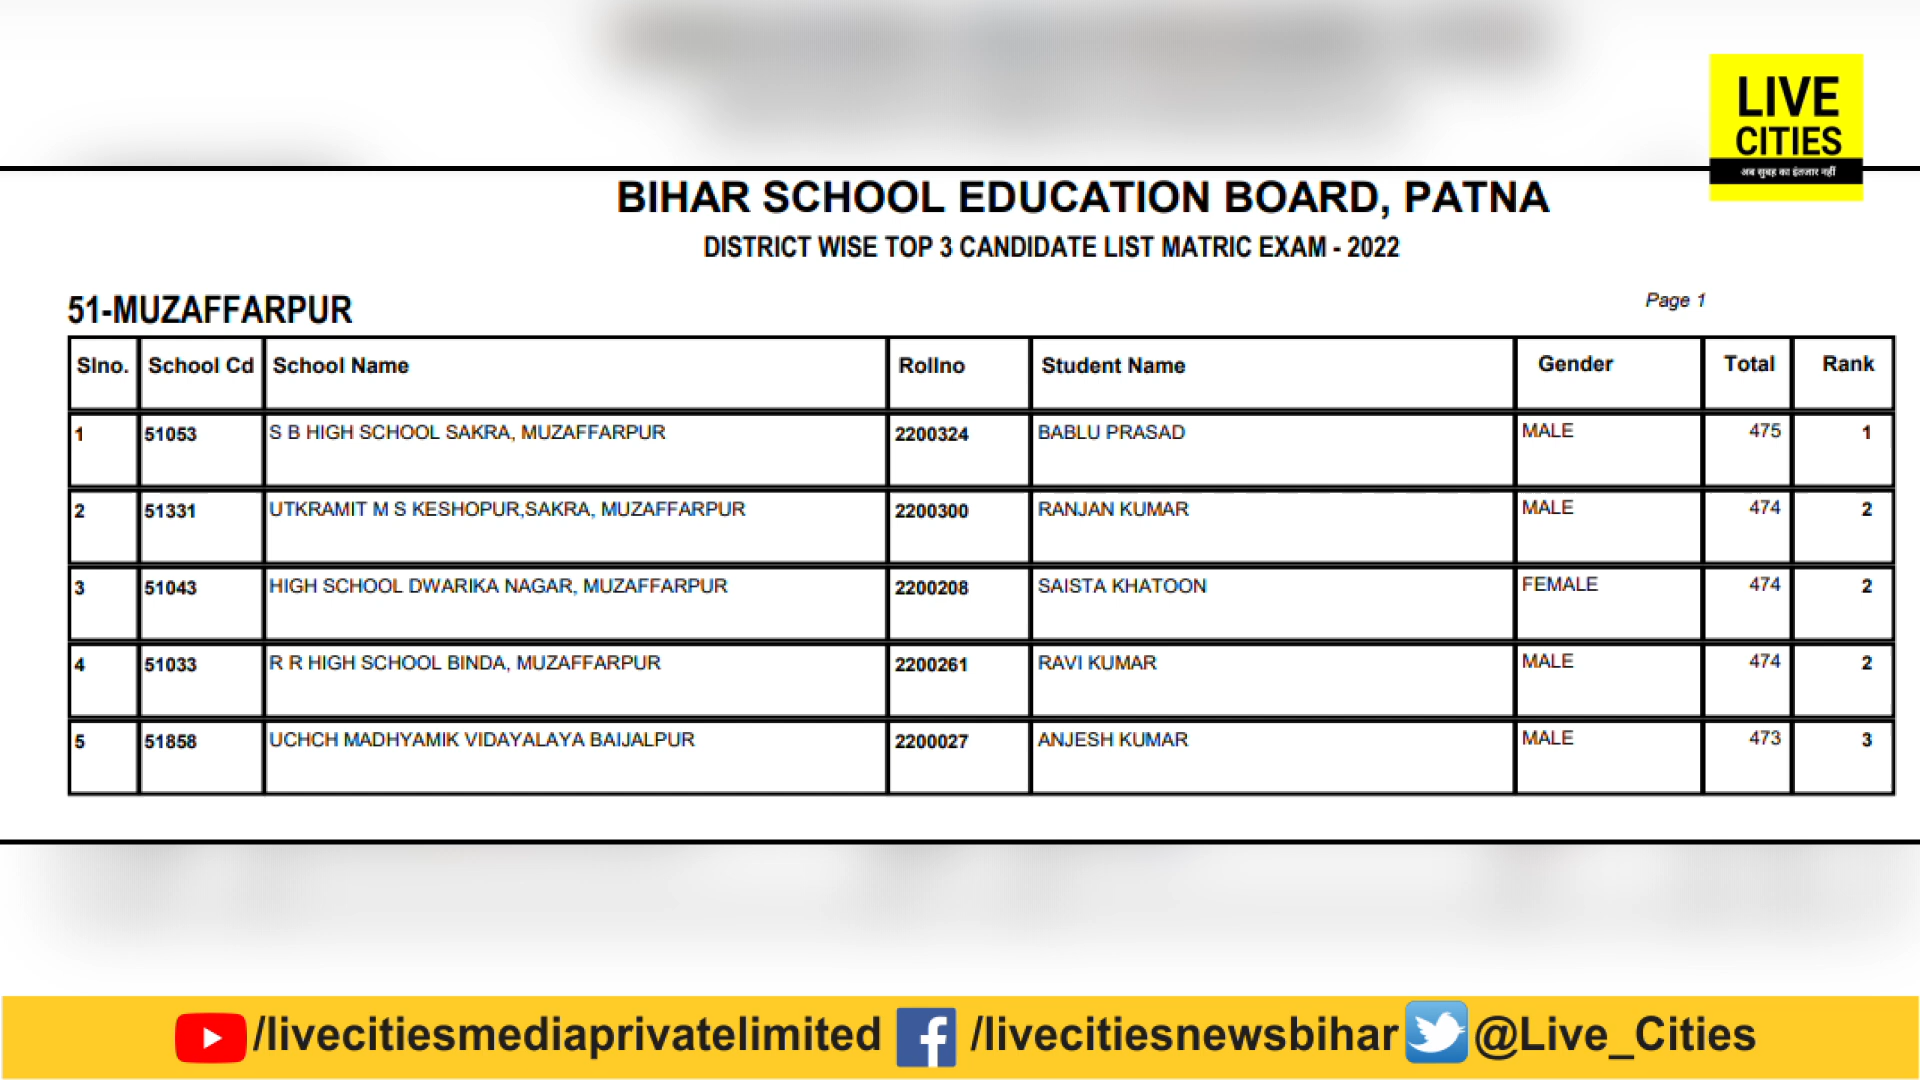 LIVE
CITIES
अब सुबह का इंतजार नहीं
BIHAR SCHOOL EDUCATION BOARD, PATNA
DISTRICT WISE TOP 3 CANDIDATE LIST MATRIC EXAM - 2022
51-MUZAFFARPUR Page 1
Slno. School Cd School Name Rollno Student Name Gender Total Rank
1 51053 S B HIGH SCHOOL SAKRA, MUZAFFARPUR 2200324 BABLU PRASAD MALE 475 1
2 51331 UTKRAMIT M S KESHOPUR,SAKRA, MUZAFFARPUR 2200300 RANJAN KUMAR MALE 474 2
3 51043 HIGH SCHOOL DWARIKA NAGAR, MUZAFFARPUR 2200208 SAISTA KHATOON FEMALE 474 2
4 51033 R R HIGH SCHOOL BINDA, MUZAFFARPUR 2200261 RAVI KUMAR MALE 474 2
5 51858 UCHCH MADHYAMIK VIDAYALAYA BAIJALPUR 2200027 ANJESH KUMAR MALE 473 3
/livecitiesmediaprivatelimited /livecitiesnewsbihar @Live_Cities